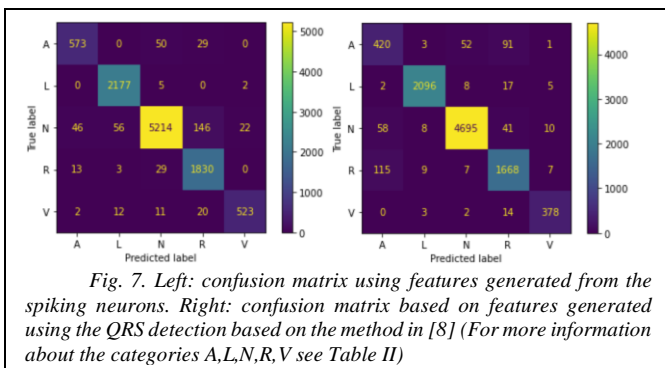 A 573 0 50 29 0
L 0 2177 5 0 2
N 46 56 5214 146 22
R 13 3 29 1830 0
V 2 12 11 20 523
A L N R V
Predicted label
True label
5000
4000
3000
2000
1000
0
A 420 3 52 91 1
L 2 2096 8 17 5
N 58 8 4695 41 10
R 115 9 7 1668 7
V 0 3 2 14 378
A L N R V
Predicted label
True label
4000
3000
2000
1000
0
Fig. 7. Left: confusion matrix using features generated from the
spiking neurons. Right: confusion matrix based on features generated
using the QRS detection based on the method in [8] (For more information
about the categories A,L,N,R,V see Table II)